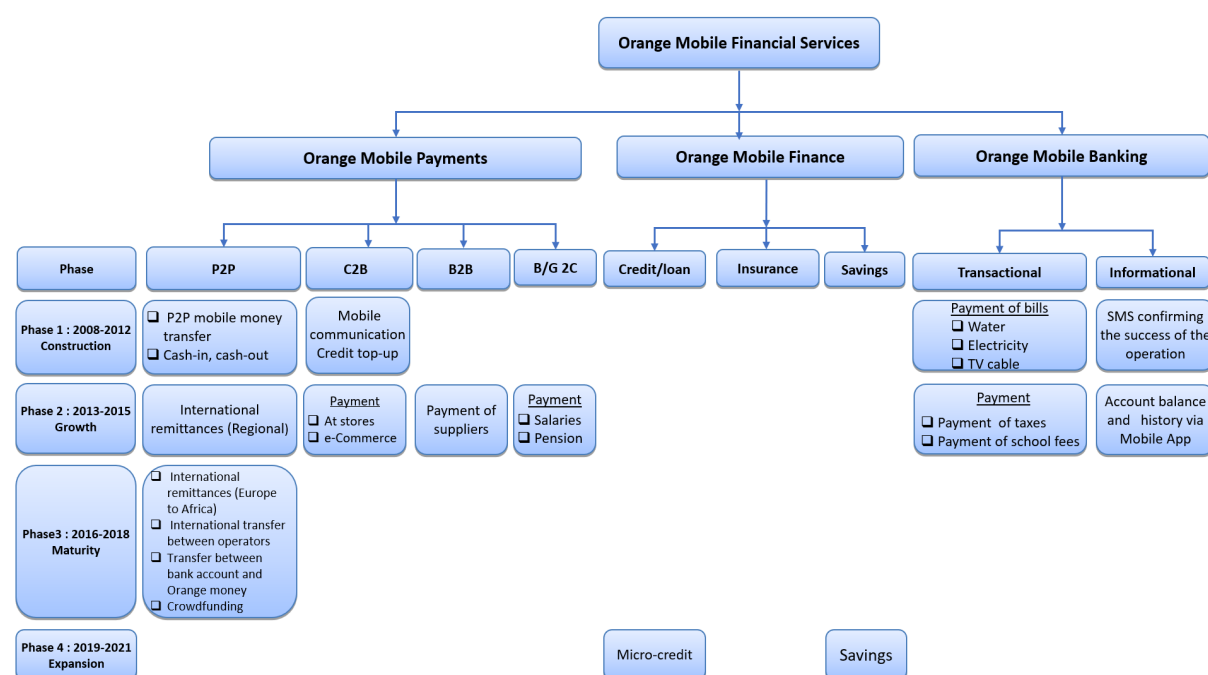 Orange Mobile Financial Services
Orange Mobile Payments
Orange Mobile Finance
Orange Mobile Banking
Phase
P2P
C2B
B2B
B/G 2C
Credit/loan
Insurance
Savings
Transactional
Informational
Phase 1 : 2008-2012
Construction
P2P mobile money
transfer
Cash-in, cash-out
Mobile
communication
Credit top-up
Payment of bills
Water
Electricity
TV cable
SMS confirming
the success of the
operation
Phase 2 : 2013-2015
Growth
International
remittances (Regional)
Payment
At stores
e-Commerce
Payment of
suppliers
Payment
Salaries
Pension
Payment
Payment of taxes
Payment of school fees
Account balance
and history via
Mobile App
Phase3 : 2016-2018
Maturity
International
remittances (Europe
to Africa)
International transfer
between operators
Transfer between
bank account and
Orange money
Crowdfunding
Phase 4 : 2019-2021
Expansion
Micro-credit
Savings